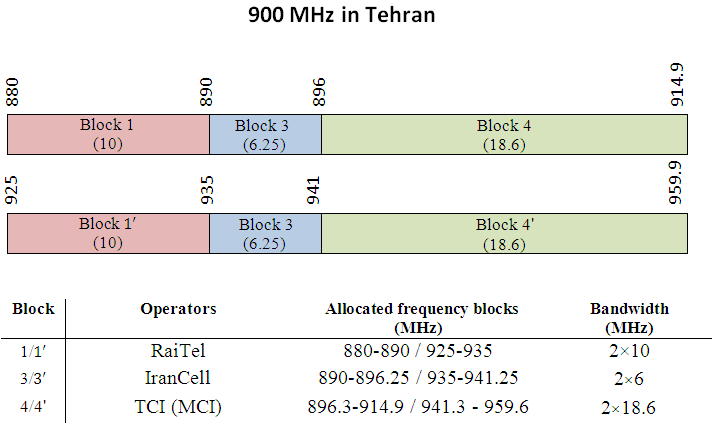 900 MHz in Tehran
880 890 896 914.9
Block 1 Block 3 Block 4
(10) (6.25) (18.6)
925 935 941 959.9
Block 1′ Block 3 Block 4'
(10) (6.25) (18.6)
Block Operators Allocated frequency blocks Bandwidth
(MHz) (MHz)
1/1′ RaiTel 880-890 / 925-935 2×10
3/3′ IranCell 890-896.25 / 935-941.25 2×6
4/4' TCI (MCI) 896.3-914.9 / 941.3 - 959.6 2×18.6